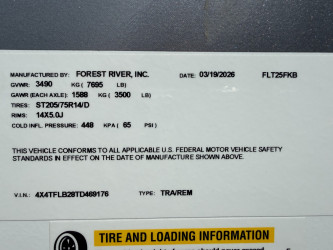 MANUFACTURED BY: FOREST RIVER, INC. DATE: 03/19/2026 FLT25FKB
GVWR: 3490 KG ( 7695 LB)
GAWR (EACH AXLE): 1588 KG ( 3500 LB)
TIRES: ST205/75R14/D
RIMS: 14X5.0J
COLD INFL. PRESSURE: 448 KPA ( 65 PSI )
THIS VEHICLE CONFORMS TO ALL APPLICABLE U.S. FEDERAL MOTOR VEHICLE SAFETY
STANDARDS IN EFFECT ON THE DATE OF MANUFACTURE SHOWN ABOVE.
V.I.N.: 4X4TFLB28TD469176 TYPE: TRA/REM
TIRE AND LOADING INFORMATION